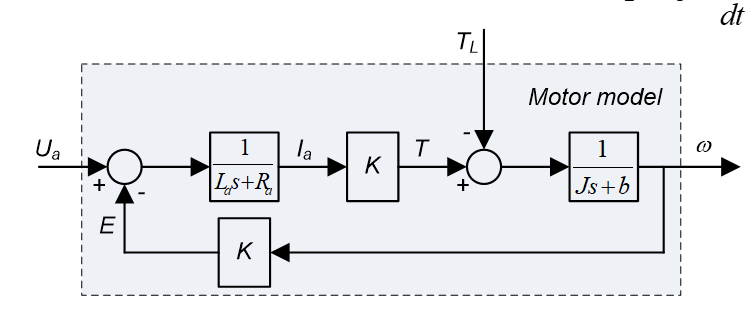 dt
T_L
Motor model
U_a
+
-
1
L_a s+R_a
I_a
K
T
-
+
1
Js+b
ω
E
K